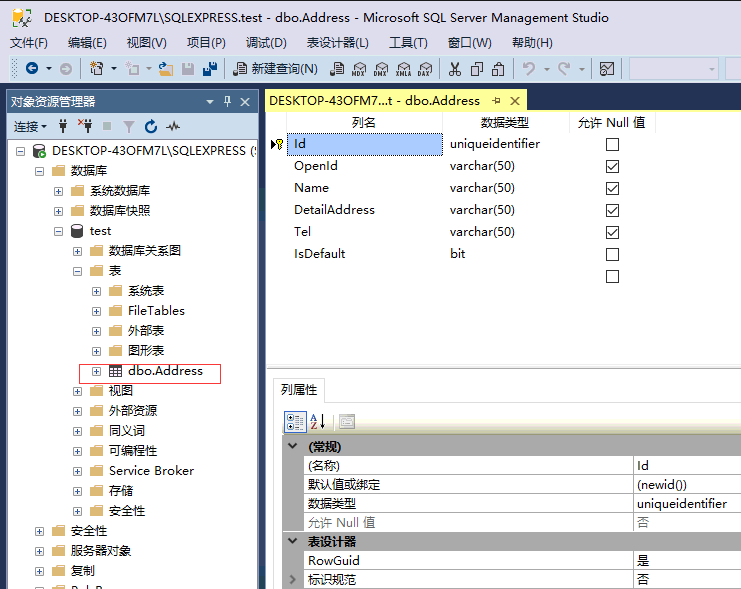 DESKTOP-43OFM7L\SQLEXPRESS.test - dbo.Address - Microsoft SQL Server Management Studio
文件(F) 编辑(E) 视图(V) 项目(P) 调试(D) 表设计器(L) 工具(T) 窗口(W) 帮助(H)
新建查询(N) MDX DMX XMLA DAX
对象资源管理器
连接
DESKTOP-43OFM7L\SQLEXPRESS
数据库
系统数据库
数据库快照
test
数据库关系图
表
系统表
FileTables
外部表
图形表
dbo.Address
视图
外部资源
同义词
可编程性
Service Broker
存储
安全性
安全性
服务器对象
复制
DESKTOP-43OFM7...t - dbo.Address
列名 数据类型 允许 Null 值
Id uniqueidentifier
OpenId varchar(50)
Name varchar(50)
DetailAddress varchar(50)
Tel varchar(50)
IsDefault bit
列属性
(常规)
(名称) Id
默认值或绑定 (newid())
数据类型 uniqueidentifier
允许 Null 值 否
表设计器
RowGuid 是
标识规范 否